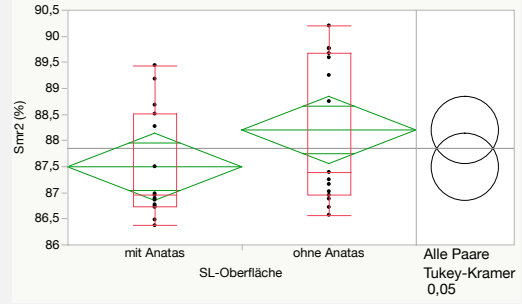 90,5
90
89,5
89
88,5
88
87,5
87
86,5
86
Smr2 (%)
mit Anatas
ohne Anatas
SL-Oberfläche
Alle Paare
Tukey-Kramer
0,05